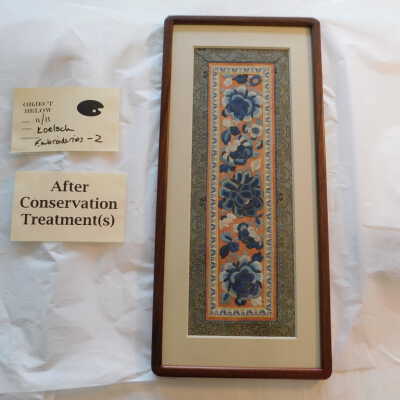 OBJECT
BELOW
Koelsch
Embroideries - 2
After
Conservation
Treatment(s)